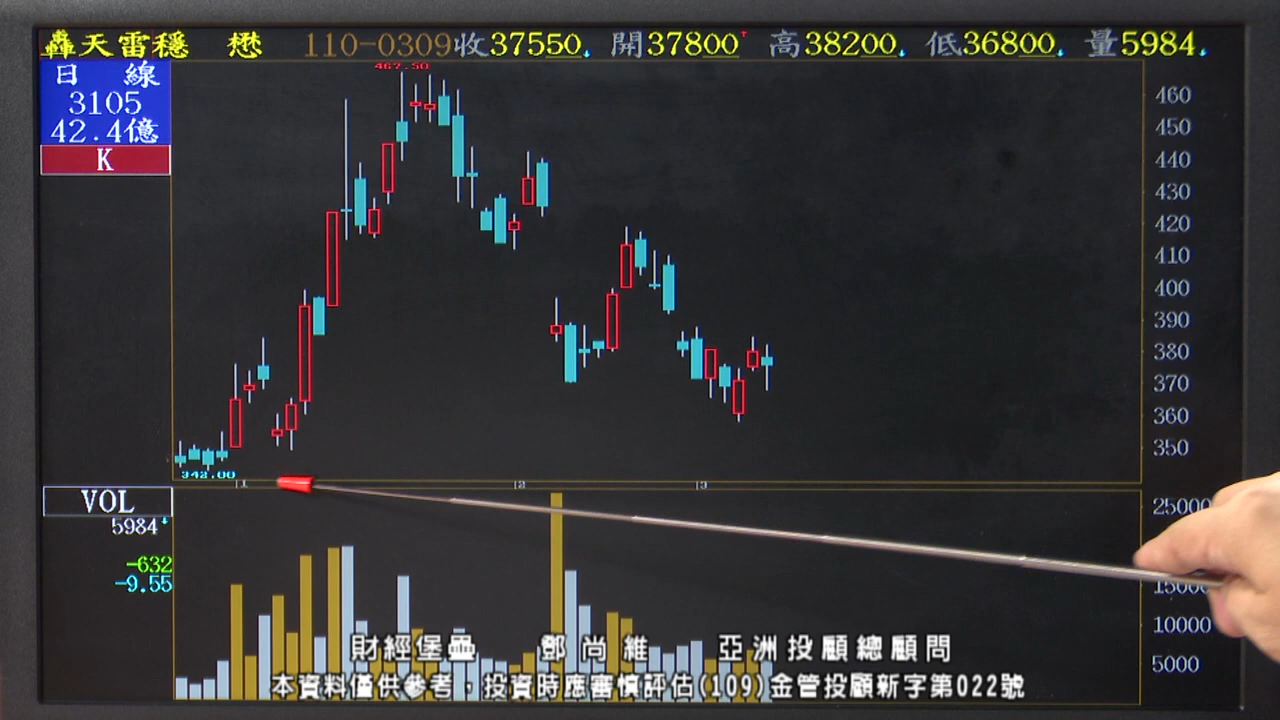 轟天雷穩 懋 110-0309收37550 開37800 高38200 低36800 量5984
日 線
3105
42.4億
K
467.50
460
450
440
430
420
410
400
390
380
370
360
350
342.00
1 2 3
VOL
5984
-632
-9.55
25000
15000
10000
5000
財經堡壘 鄧尚維 亞洲投顧總顧問
本資料僅供參考，投資時應審慎評估(109)金管投顧新字第022號